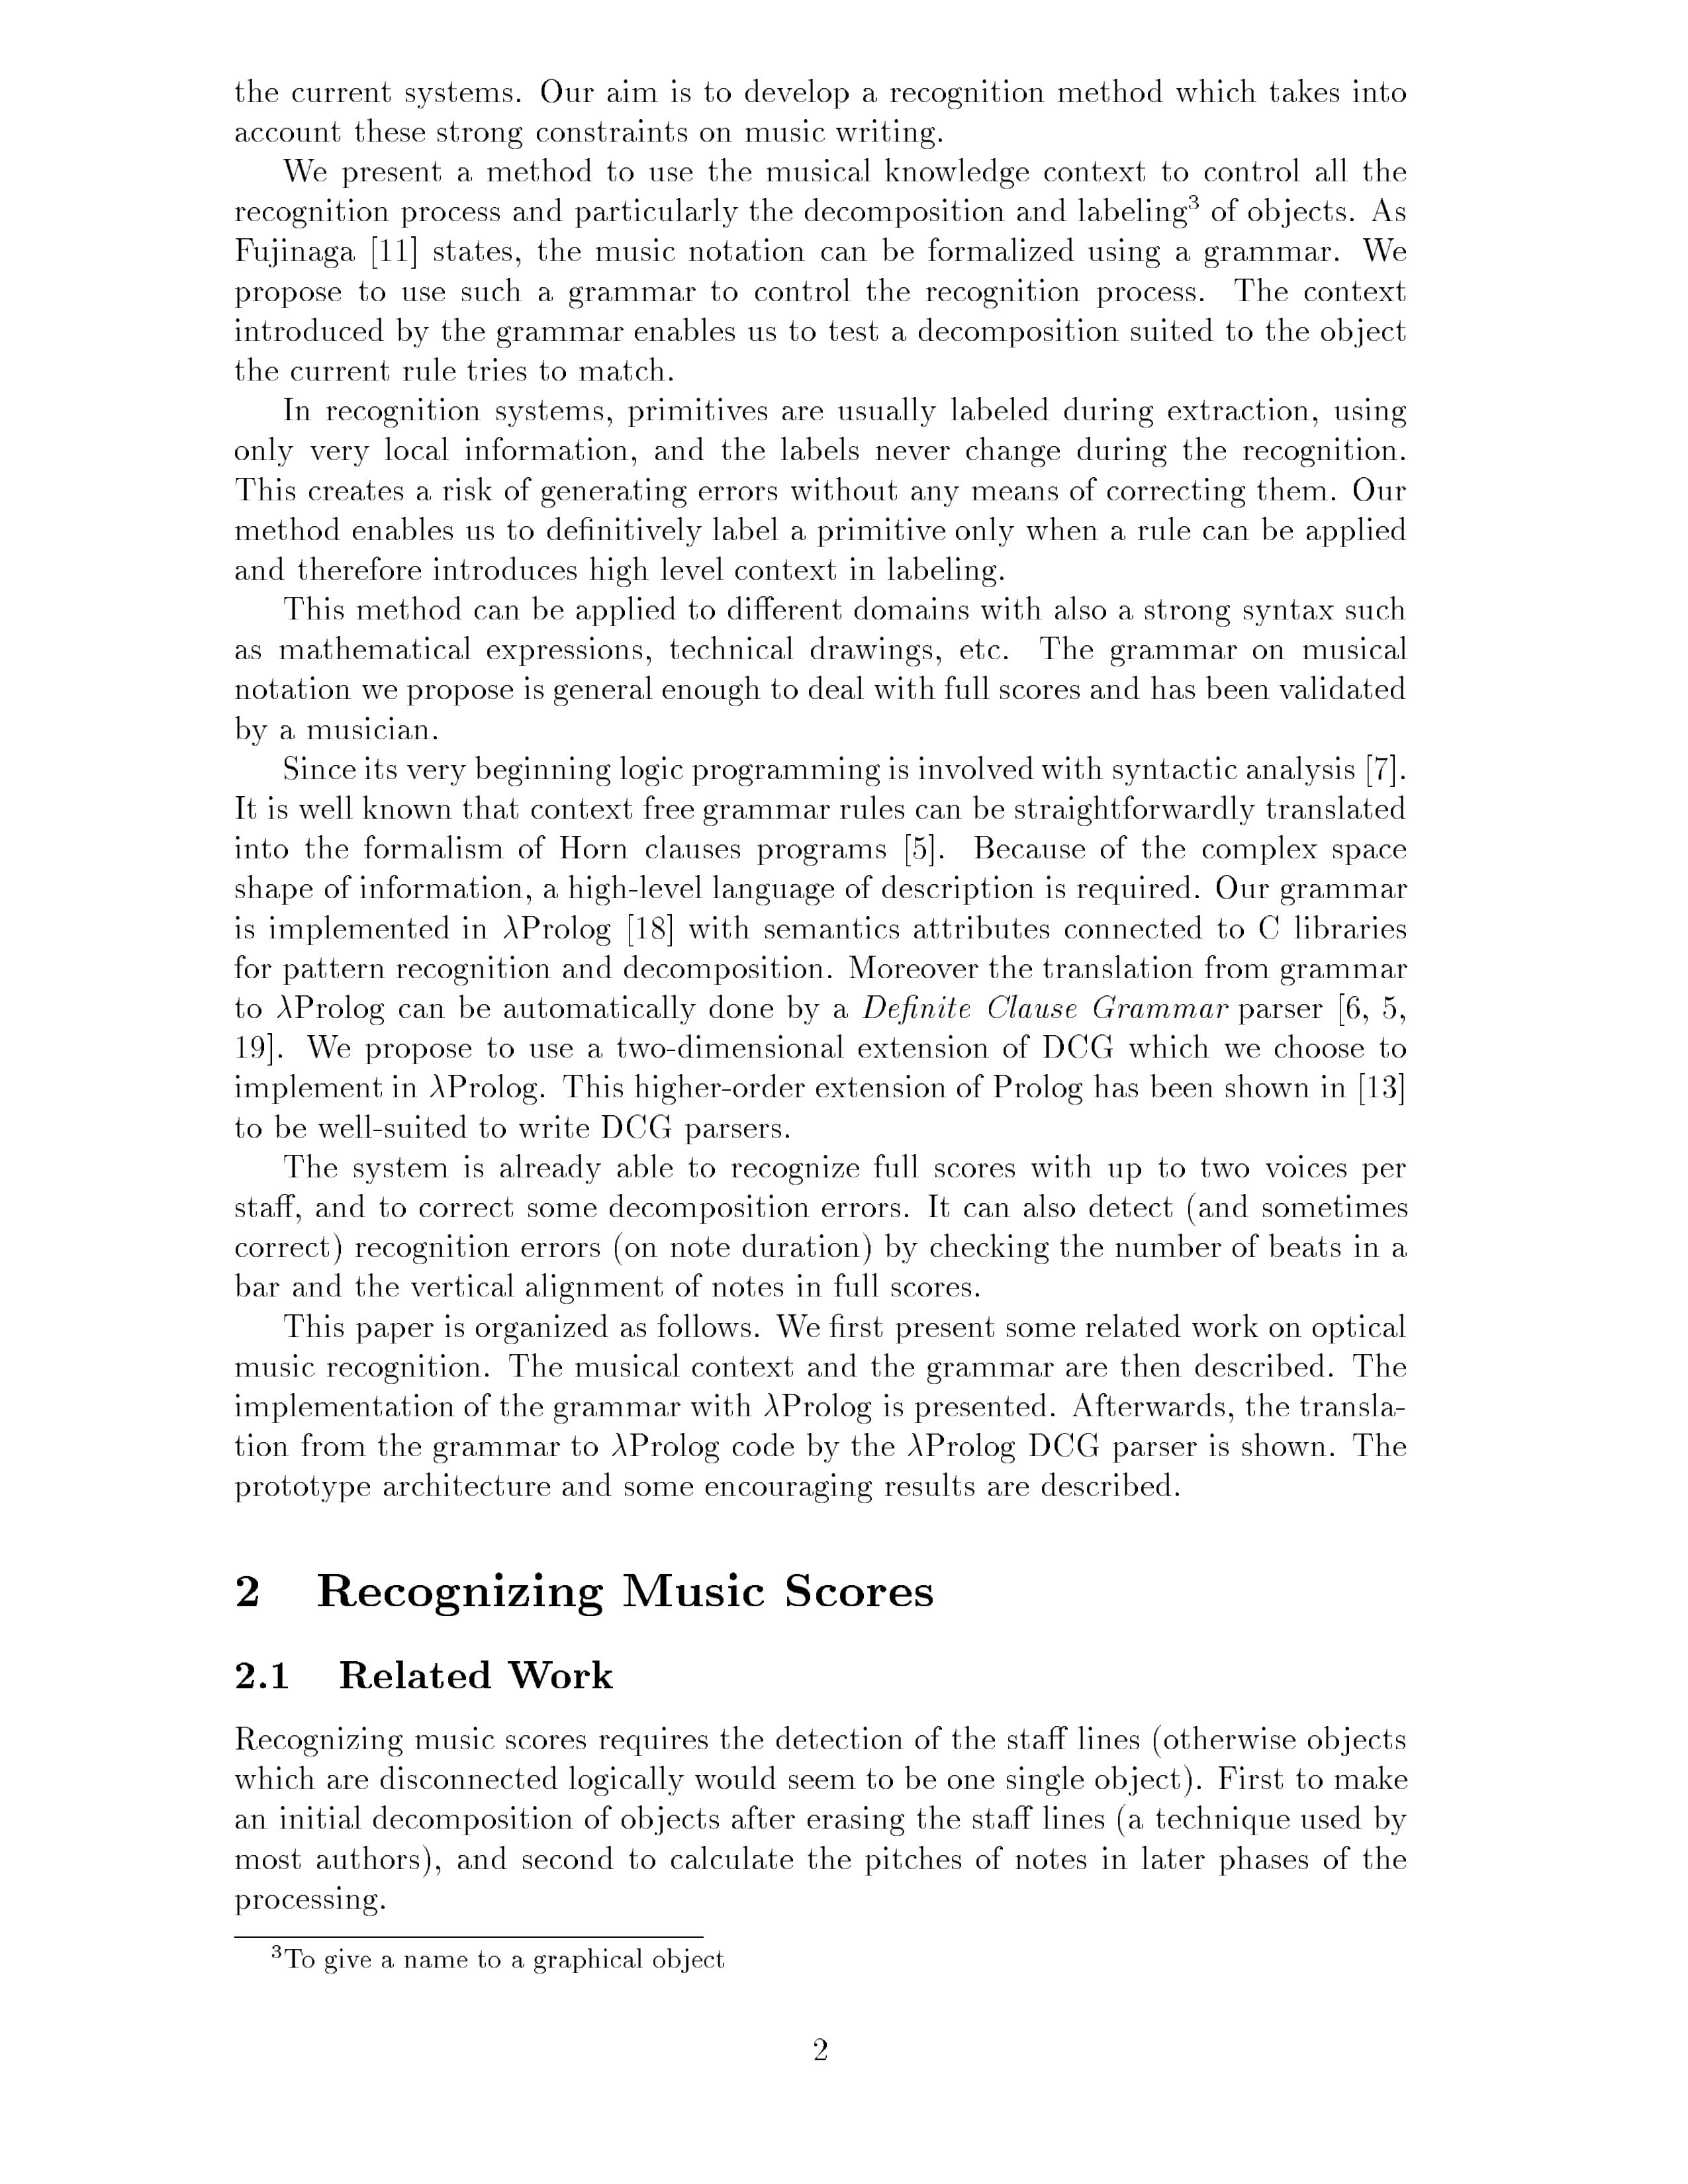 the current systems. Our aim is to develop a recognition method which takes into
account these strong constraints on music writing.
We present a method to use the musical knowledge context to control all the
recognition process and particularly the decomposition and labeling³ of objects. As
Fujinaga [11] states, the music notation can be formalized using a grammar. We
propose to use such a grammar to control the recognition process. The context
introduced by the grammar enables us to test a decomposition suited to the object
the current rule tries to match.
In recognition systems, primitives are usually labeled during extraction, using
only very local information, and the labels never change during the recognition.
This creates a risk of generating errors without any means of correcting them. Our
method enables us to definitively label a primitive only when a rule can be applied
and therefore introduces high level context in labeling.
This method can be applied to different domains with also a strong syntax such
as mathematical expressions, technical drawings, etc. The grammar on musical
notation we propose is general enough to deal with full scores and has been validated
by a musician.
Since its very beginning logic programming is involved with syntactic analysis [7].
It is well known that context free grammar rules can be straightforwardly translated
into the formalism of Horn clauses programs [5]. Because of the complex space
shape of information, a high-level language of description is required. Our grammar
is implemented in λProlog [18] with semantics attributes connected to C libraries
for pattern recognition and decomposition. Moreover the translation from grammar
to λProlog can be automatically done by a Definite Clause Grammar parser [6, 5,
19]. We propose to use a two-dimensional extension of DCG which we choose to
implement in λProlog. This higher-order extension of Prolog has been shown in [13]
to be well-suited to write DCG parsers.
The system is already able to recognize full scores with up to two voices per
staff, and to correct some decomposition errors. It can also detect (and sometimes
correct) recognition errors (on note duration) by checking the number of beats in a
bar and the vertical alignment of notes in full scores.
This paper is organized as follows. We first present some related work on optical
music recognition. The musical context and the grammar are then described. The
implementation of the grammar with λProlog is presented. Afterwards, the transla-
tion from the grammar to λProlog code by the λProlog DCG parser is shown. The
prototype architecture and some encouraging results are described.
2 Recognizing Music Scores
2.1 Related Work
Recognizing music scores requires the detection of the staff lines (otherwise objects
which are disconnected logically would seem to be one single object). First to make
an initial decomposition of objects after erasing the staff lines (a technique used by
most authors), and second to calculate the pitches of notes in later phases of the
processing.
³To give a name to a graphical object
2